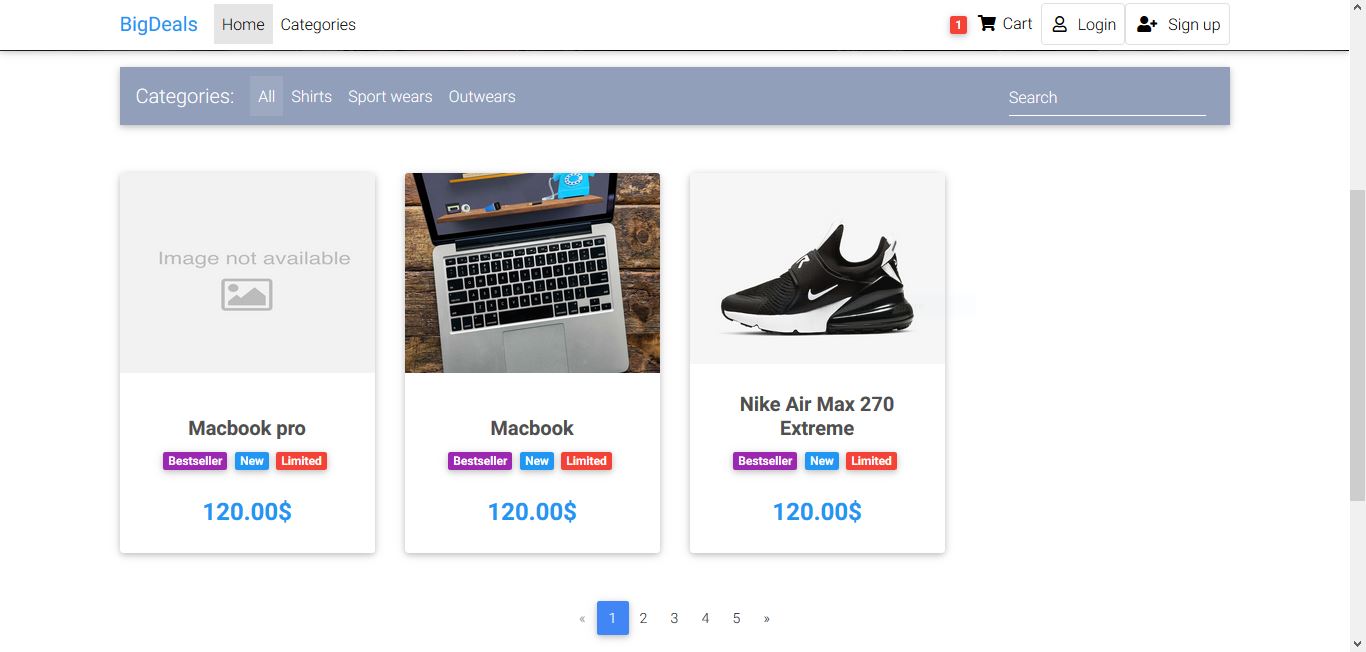 BigDeals Home Categories 1 Cart Login Sign up
Categories: All Shirts Sport wears Outwears Search
Image not available
Macbook pro
Bestseller New Limited
120.00$
Macbook
Bestseller New Limited
120.00$
Nike Air Max 270
Extreme
Bestseller New Limited
120.00$
« 1 2 3 4 5 »